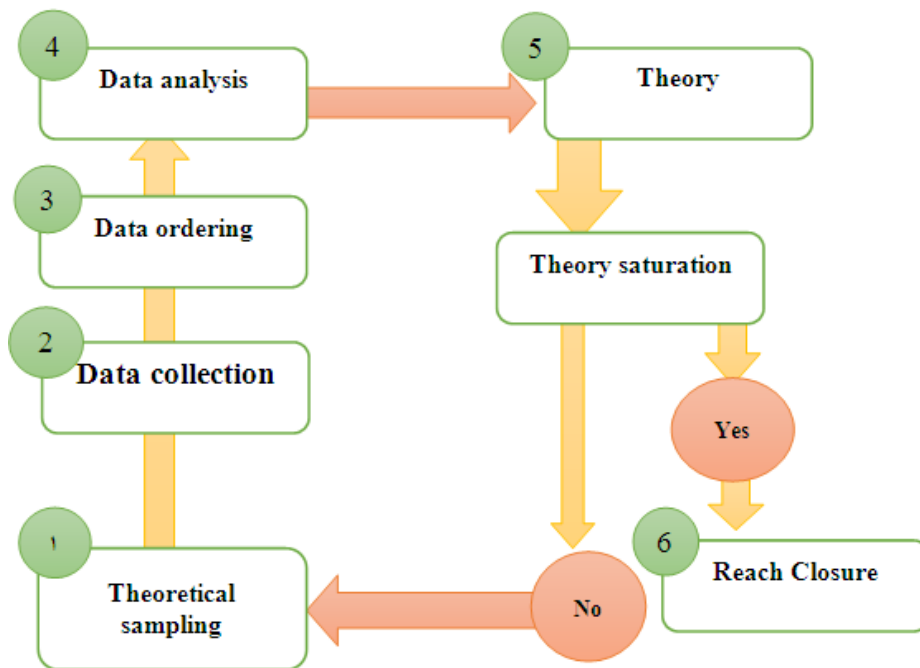 4
Data analysis
5
Theory
3
Data ordering
Theory saturation
2
Data collection
Yes
١
Theoretical
sampling
No
6
Reach Closure